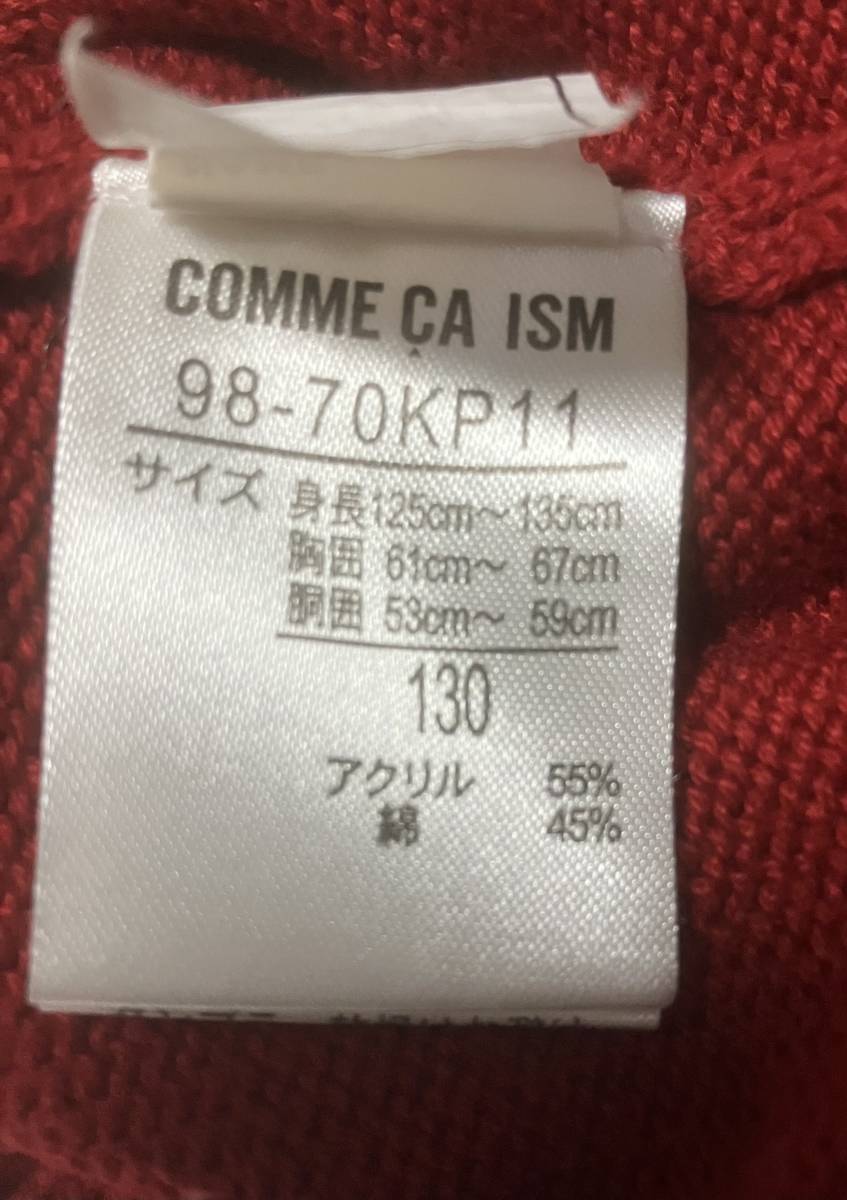 COMME ÇA ISM
98-70KP11
サイズ 身長125cm〜135cm
胸囲 61cm〜 67cm
胴囲 53cm〜 59cm
130
アクリル 55%
綿 45%